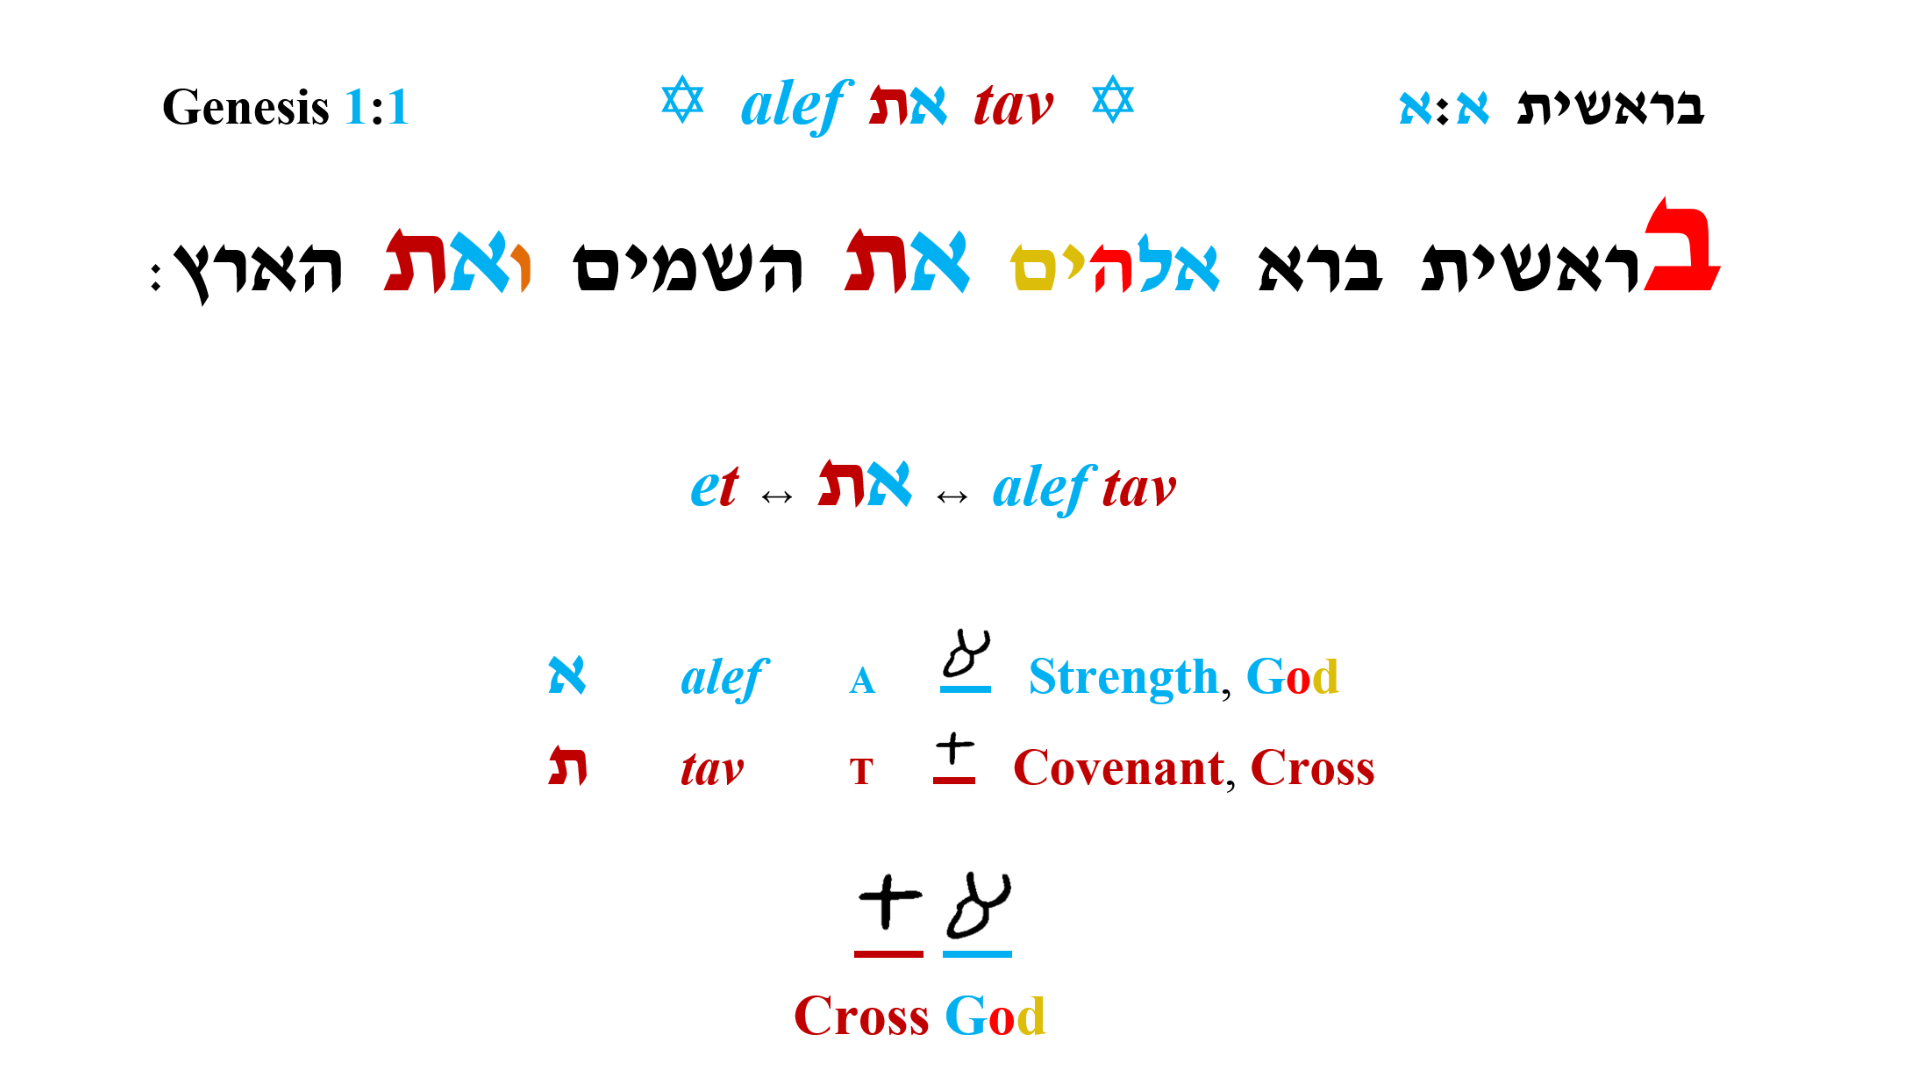 Genesis 1:1 ✡ alef את tav ✡ בראשית א:א
בראשית ברא אלהים את השמים ואת הארץ:
et ↔ את ↔ alef tav
א alef A Strength, God
ת tav T Covenant, Cross
Cross God